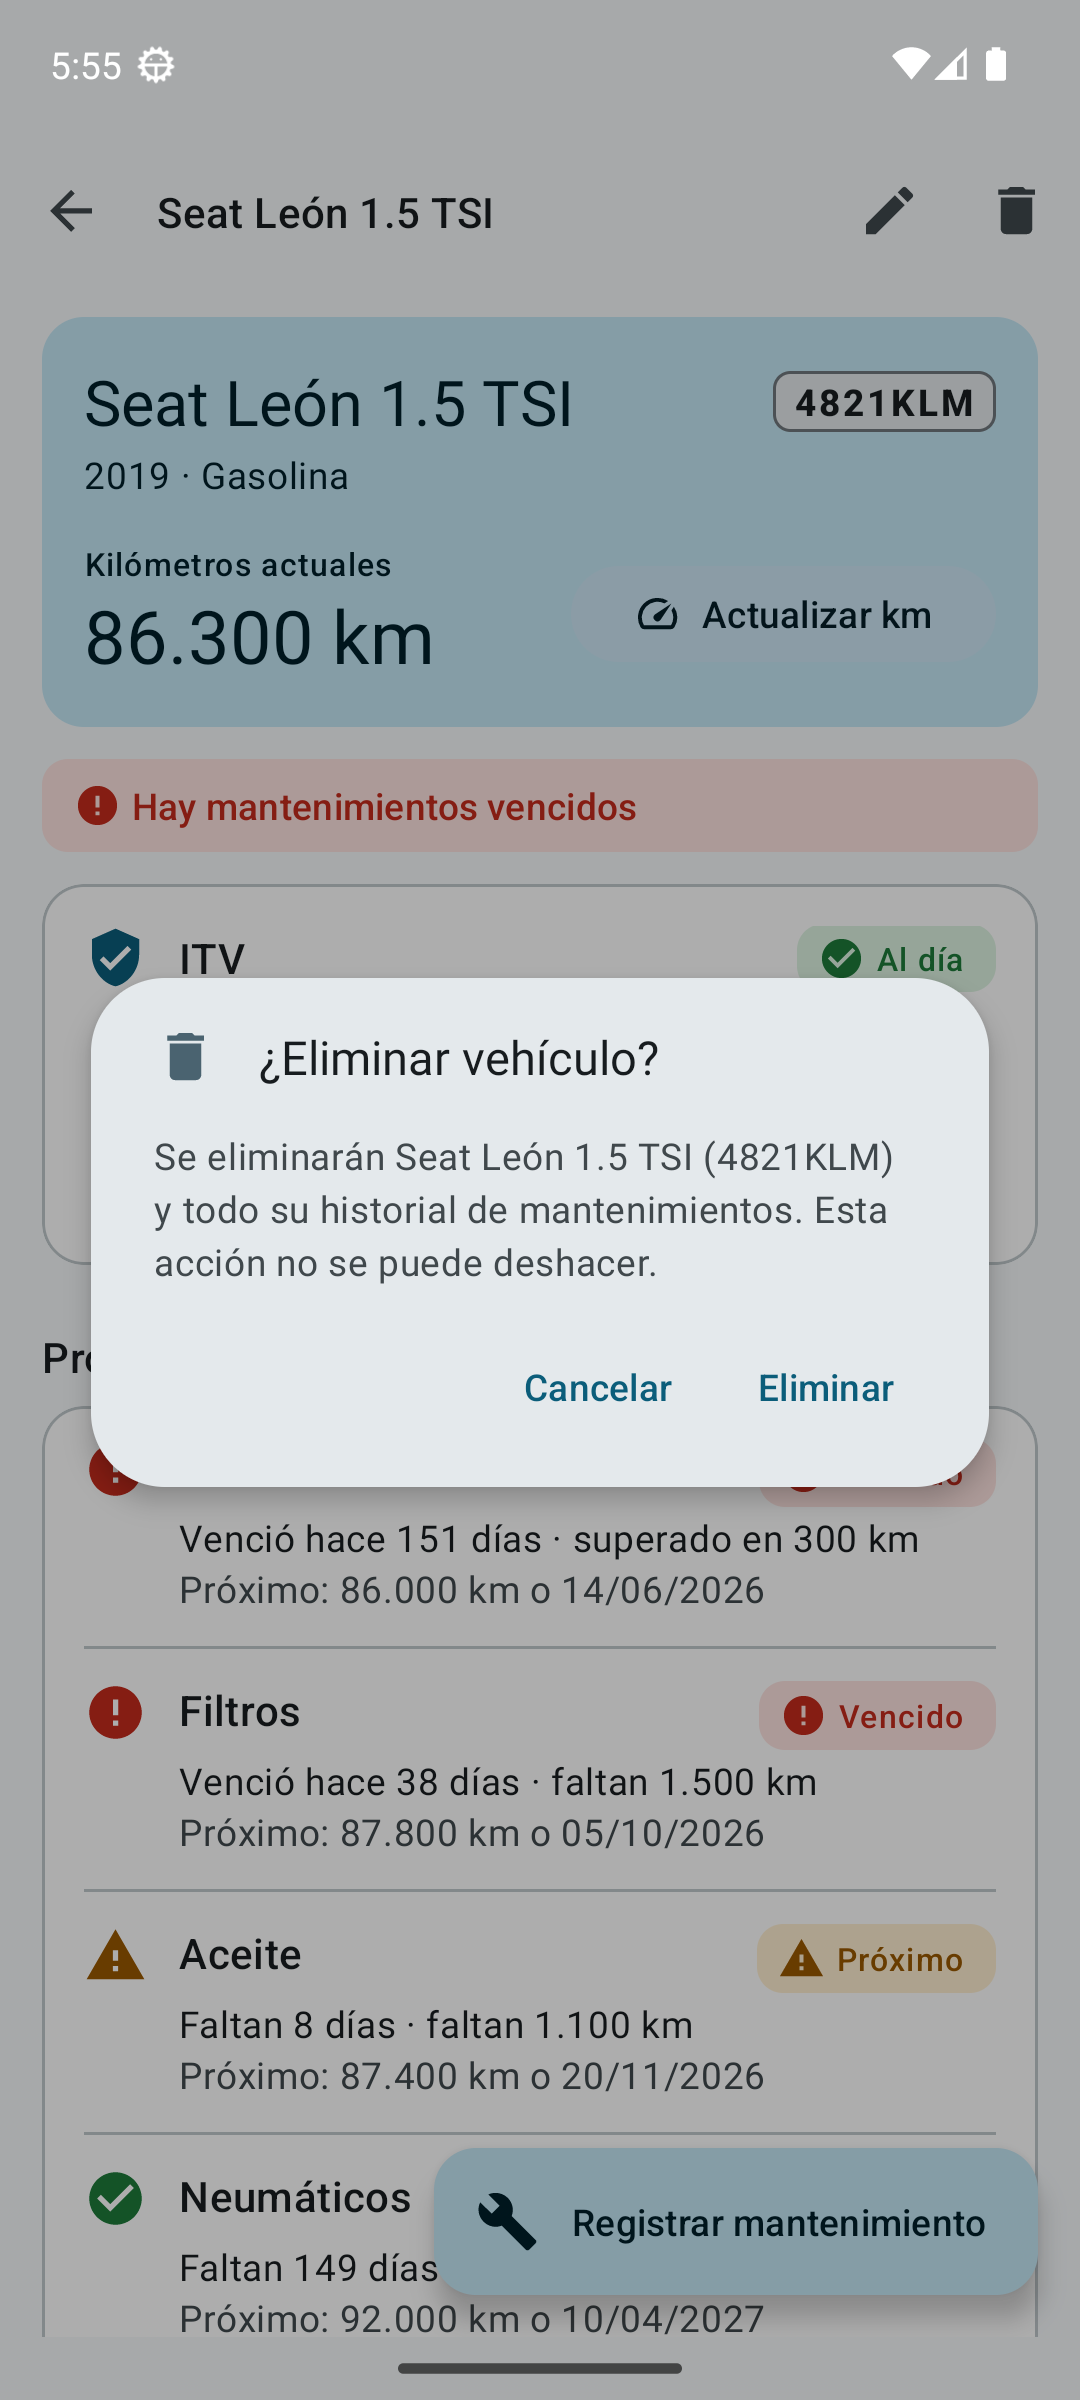 5:55
Seat León 1.5 TSI
Seat León 1.5 TSI
4821KLM
2019 · Gasolina
Kilómetros actuales
86.300 km
Actualizar km
Hay mantenimientos vencidos
ITV
Al día
¿Eliminar vehículo?
Se eliminarán Seat León 1.5 TSI (4821KLM)
y todo su historial de mantenimientos. Esta
acción no se puede deshacer.
Cancelar
Eliminar
Venció hace 151 días · superado en 300 km
Próximo: 86.000 km o 14/06/2026
Filtros
Vencido
Venció hace 38 días · faltan 1.500 km
Próximo: 87.800 km o 05/10/2026
Aceite
Próximo
Faltan 8 días · faltan 1.100 km
Próximo: 87.400 km o 20/11/2026
Neumáticos
Registrar mantenimiento
Faltan 149 días
Próximo: 92.000 km o 10/04/2027